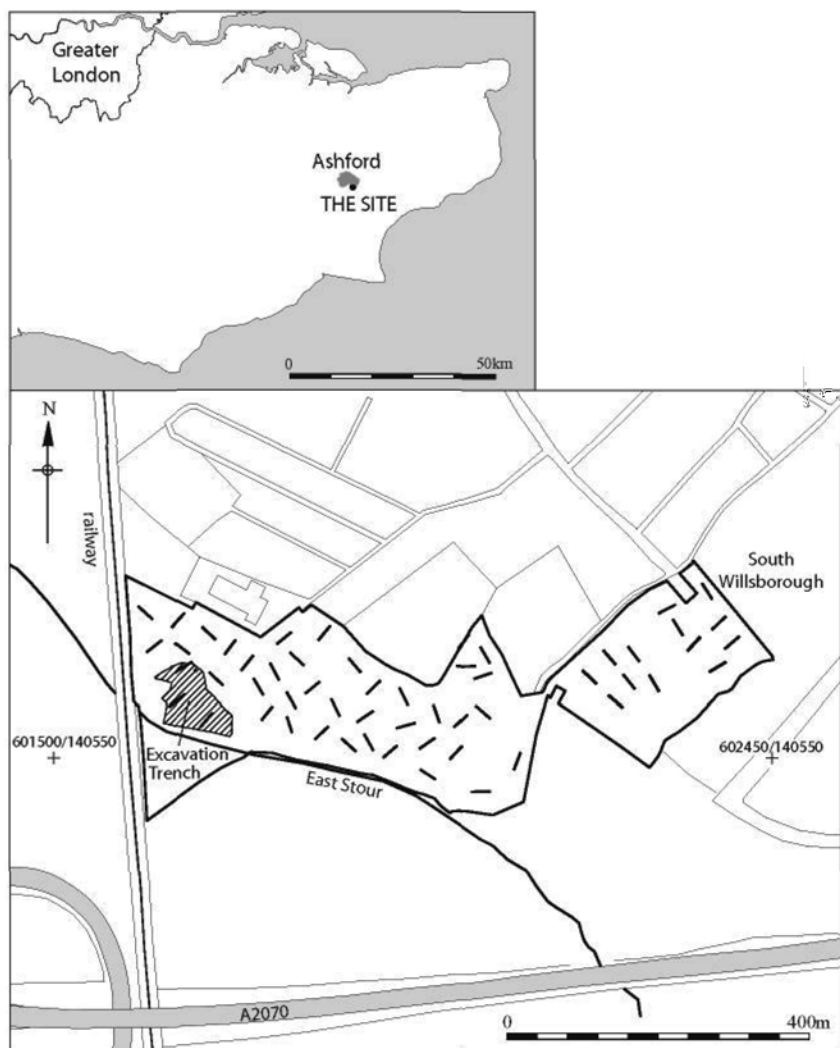 Greater
London
Ashford
THE SITE
0 50km
N
railway
South
Willsborough
601500/140550
Excavation
Trench
602450/140550
East Stour
A2070
0 400m